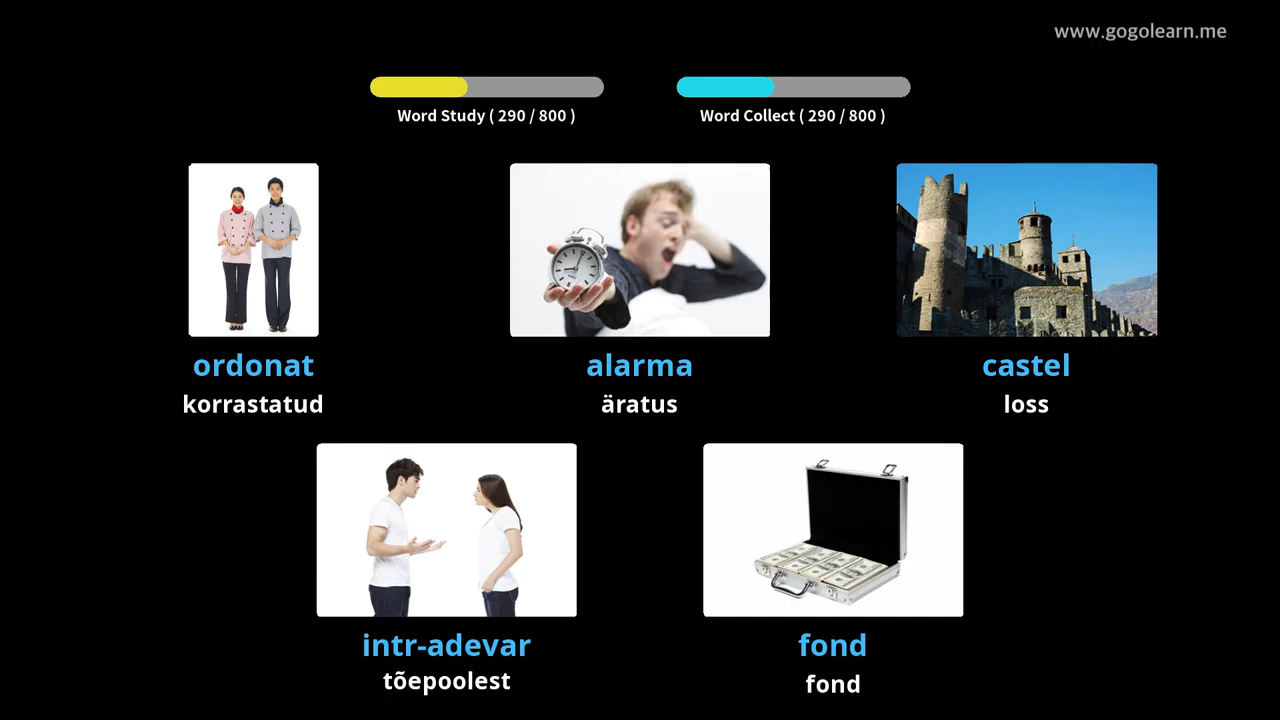 www.gogolearn.me
Word Study ( 290 / 800 )
Word Collect ( 290 / 800 )
ordonat
korrastatud
alarma
äratus
castel
loss
intr-adevar
tõepoolest
fond
fond